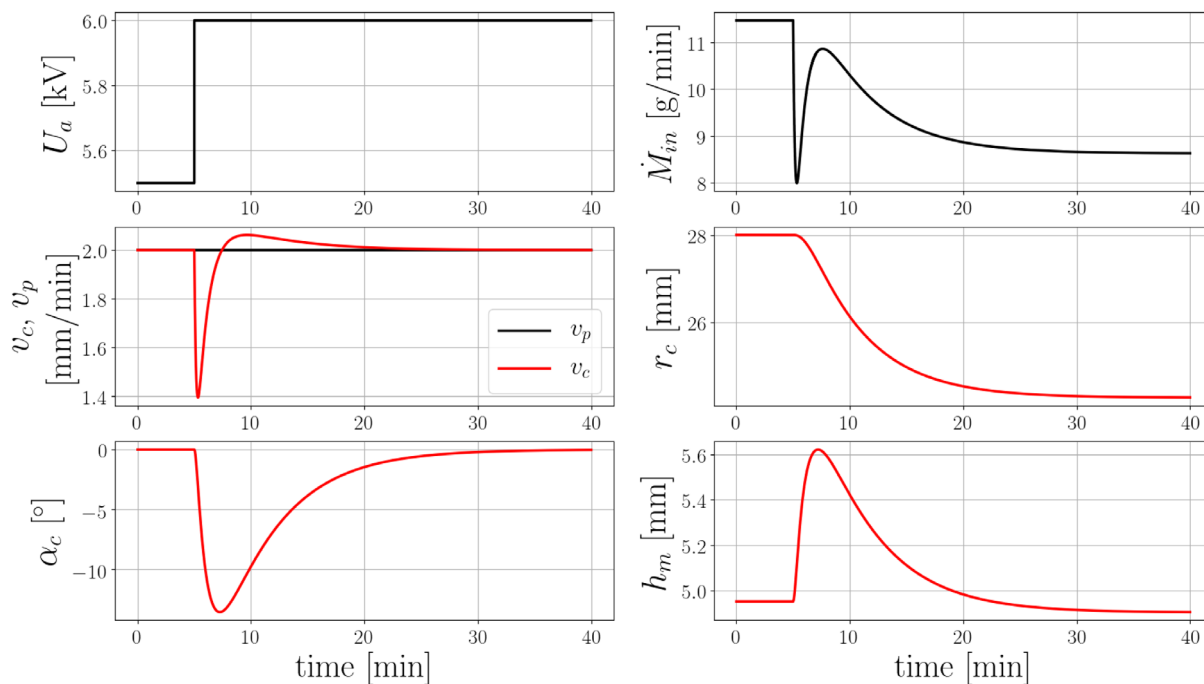 U_a [kV]
6.0
5.8
5.6
0 10 20 30 40
Ṁ_in [g/min]
11
10
9
8
0 10 20 30 40
v_c, v_p
[mm/min]
2.0
1.8
1.6
1.4
v_p
v_c
0 10 20 30 40
r_c [mm]
28
26
0 10 20 30 40
α_c [°]
0
−5
−10
0 10 20 30 40
time [min]
h_m [mm]
5.6
5.4
5.2
5.0
0 10 20 30 40
time [min]